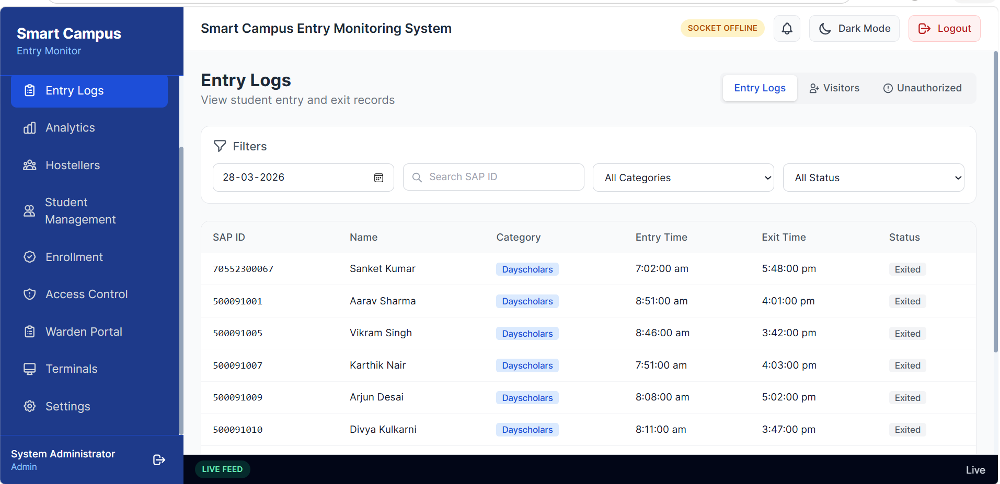 Smart Campus
Entry Monitor
Entry Logs
Analytics
Hostellers
Student
Management
Enrollment
Access Control
Warden Portal
Terminals
Settings
System Administrator
Admin
Smart Campus Entry Monitoring System
SOCKET OFFLINE
Dark Mode
Logout
Entry Logs
View student entry and exit records
Entry Logs
Visitors
Unauthorized
Filters
28-03-2026
Search SAP ID
All Categories
All Status
SAP ID Name Category Entry Time Exit Time Status
70552300067 Sanket Kumar Dayscholars 7:02:00 am 5:48:00 pm Exited
500091001 Aarav Sharma Dayscholars 8:51:00 am 4:01:00 pm Exited
500091005 Vikram Singh Dayscholars 8:46:00 am 3:42:00 pm Exited
500091007 Karthik Nair Dayscholars 7:51:00 am 4:03:00 pm Exited
500091009 Arjun Desai Dayscholars 8:08:00 am 5:02:00 pm Exited
500091010 Divya Kulkarni Dayscholars 8:11:00 am 3:47:00 pm Exited
LIVE FEED
Live